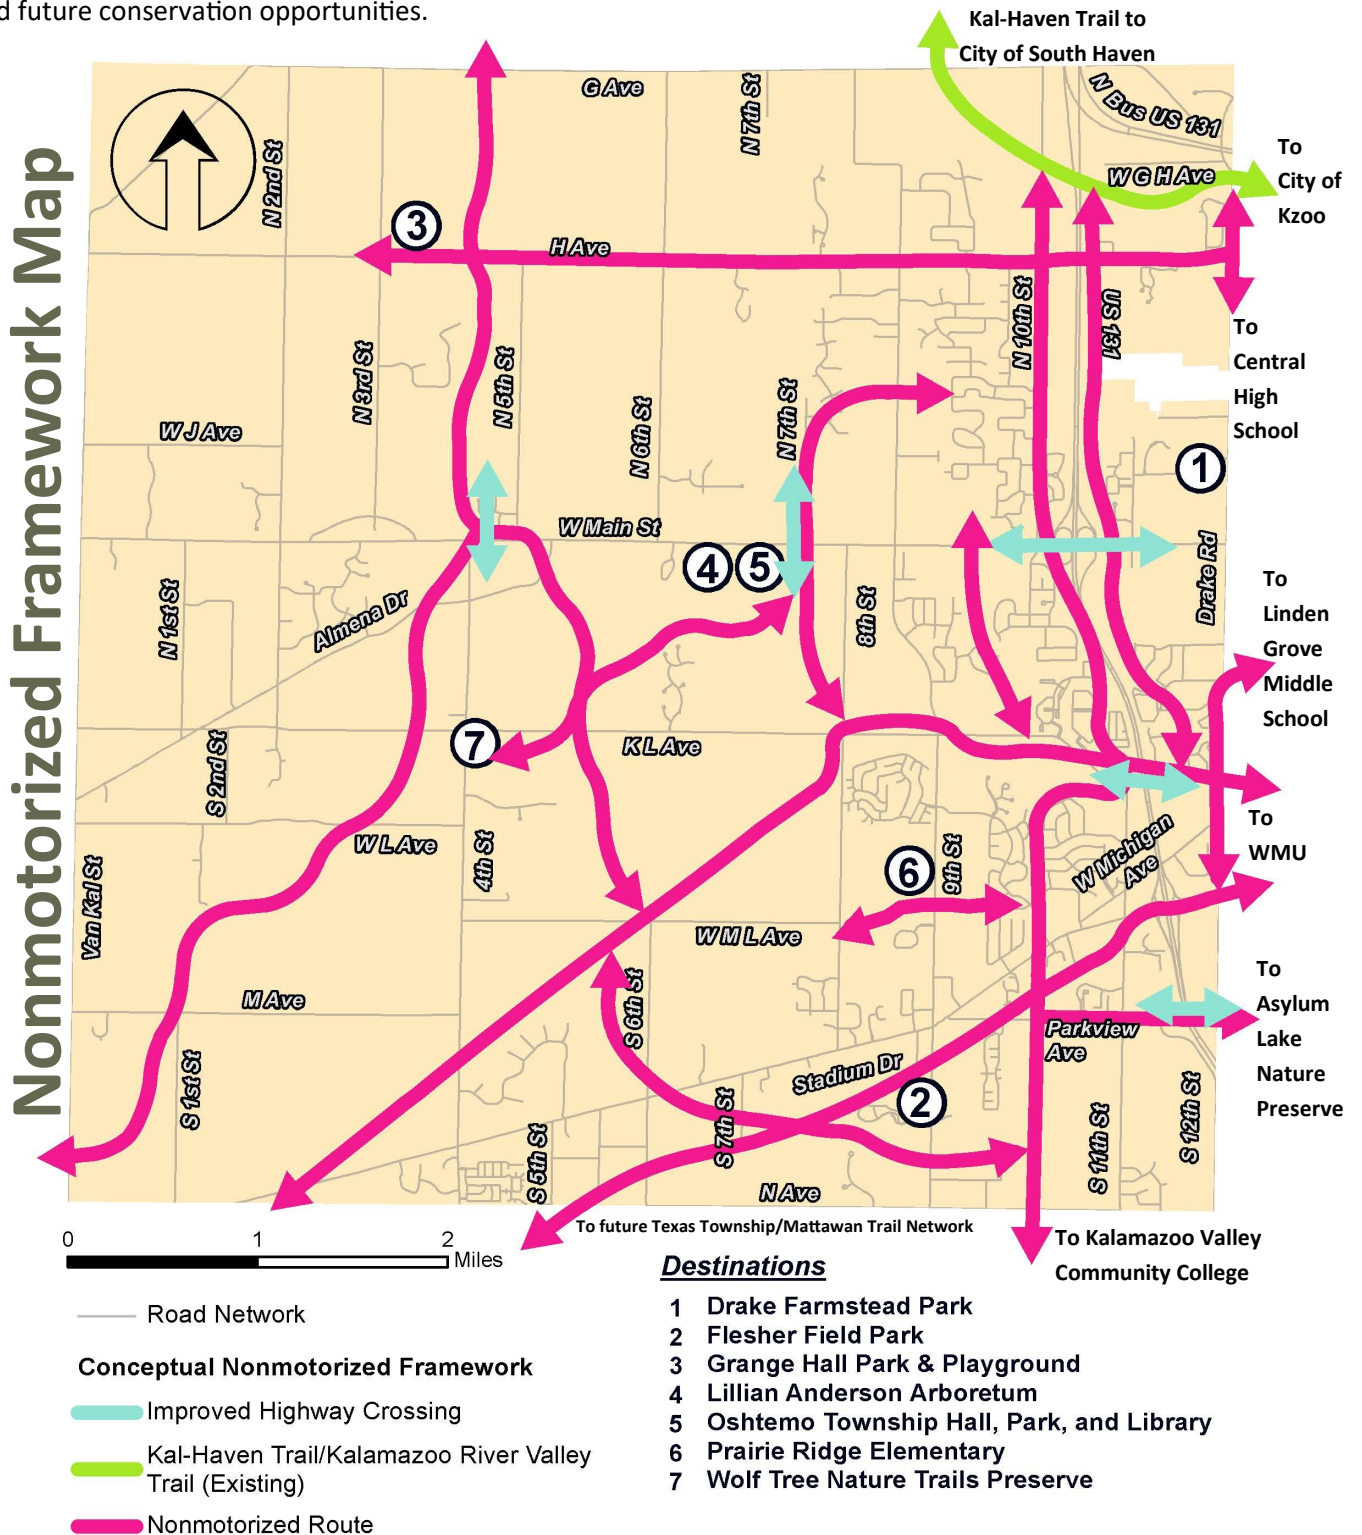 d future conservation opportunities.
Nonmotorized Framework Map
Kal-Haven Trail to
City of South Haven
G Ave
N 7th St
N Bus US 131
N 2nd St
To
City of
Kzoo
W G H Ave
3
H Ave
N 10th St
US 131
To
Central
High
School
N 3rd St
N 5th St
N 6th St
N 7th St
W J Ave
1
W Main St
4
5
Drake Rd
N 1st St
Almena Dr
8th St
To
Linden
Grove
Middle
School
7
K L Ave
S 2nd St
To
WMU
W L Ave
4th St
6
9th St
W Michigan
Ave
Van Kal St
W M L Ave
M Ave
S 6th St
To
Asylum
Lake
Nature
Preserve
Parkview
Ave
S 1st St
Stadium Dr
2
S 7th St
S 5th St
S 11th St
S 12th St
N Ave
To future Texas Township/Mattawan Trail Network
To Kalamazoo Valley
Community College
0 1 2
Miles
Road Network
Conceptual Nonmotorized Framework
Improved Highway Crossing
Kal-Haven Trail/Kalamazoo River Valley
Trail (Existing)
Nonmotorized Route
Destinations
1 Drake Farmstead Park
2 Flesher Field Park
3 Grange Hall Park & Playground
4 Lillian Anderson Arboretum
5 Oshtemo Township Hall, Park, and Library
6 Prairie Ridge Elementary
7 Wolf Tree Nature Trails Preserve